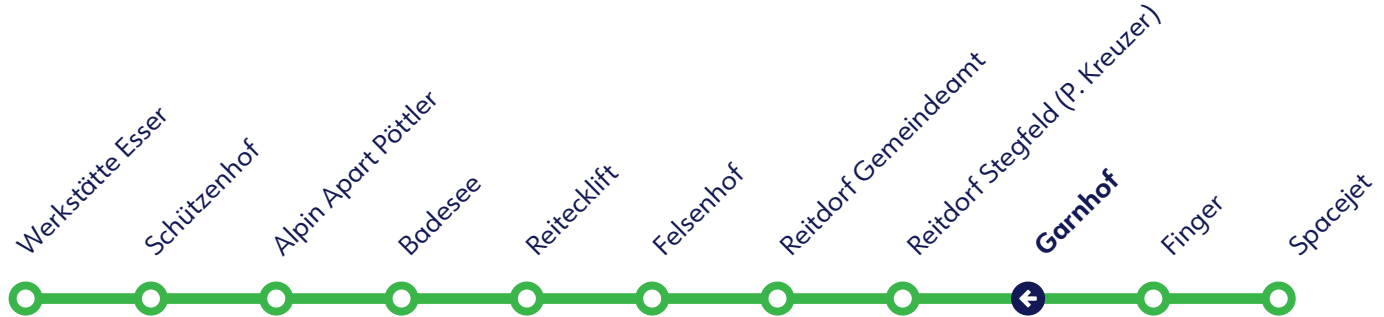 Werkstätte Esser
Schützenhof
Alpin Apart Pöttler
Badesee
Reitecklift
Felsenhof
Reitdorf Gemeindeamt
Reitdorf Stegfeld (P. Kreuzer)
Garnhof
Finger
Spacejet